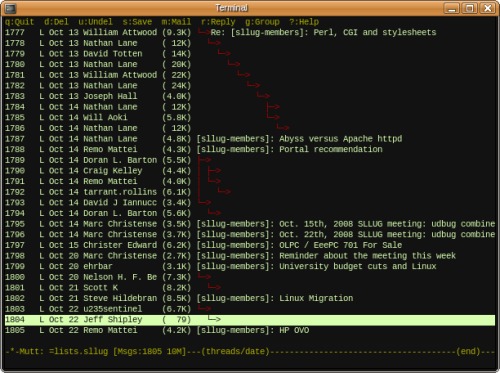 Terminal
q:Quit d:Del u:Undel s:Save m:Mail r:Reply g:Group ?:Help
1777 L Oct 13 William Attwood (9.3K) └─>Re: [sllug-members]: Perl, CGI and stylesheets
1778 L Oct 13 Nathan Lane ( 12K) └─>
1779 L Oct 13 David Totten ( 14K) └─>
1780 L Oct 13 Nathan Lane ( 20K) └─>
1781 L Oct 13 William Attwood ( 22K) └─>
1782 L Oct 13 Nathan Lane ( 24K) └─>
1783 L Oct 13 Joseph Hall (4.0K) └─>
1784 L Oct 14 Nathan Lane ( 12K) ├─>
1785 L Oct 14 Will Aoki (5.8K) └─>
1786 L Oct 14 Nathan Lane ( 12K) └─>
1787 L Oct 14 Nathan Lane (4.8K) [sllug-members]: Abyss versus Apache httpd
1788 L Oct 14 Remo Mattei (4.3K) [sllug-members]: Portal recommendation
1789 L Oct 14 Doran L. Barton (5.5K) ├─>
1790 L Oct 14 Craig Kelley (4.4K) │ ├─>
1791 L Oct 14 Remo Mattei (4.0K) │ └─>
1792 L Oct 14 tarrant.rollins (6.1K) │ └─>
1793 L Oct 14 David J Iannucc (3.4K) └─>
1794 L Oct 14 Doran L. Barton (5.6K) └─>
1795 L Oct 14 Marc Christense (3.5K) [sllug-members]: Oct. 15th, 2008 SLLUG meeting: udbug combine
1796 L Oct 14 Marc Christense (3.7K) [sllug-members]: Oct. 22th, 2008 SLLUG meeting: udbug combine
1797 L Oct 15 Christer Edward (6.2K) [sllug-members]: OLPC / EeePC 701 For Sale
1798 L Oct 20 Marc Christense (2.7K) [sllug-members]: Reminder about the meeting this week
1799 L Oct 20 ehrbar (3.1K) [sllug-members]: University budget cuts and Linux
1800 L Oct 20 Nelson H. F. Be (7.3K) └─>
1801 L Oct 21 Scott K (8.2K) └─>
1802 L Oct 21 Steve Hildebran (8.5K) [sllug-members]: Linux Migration
1803 L Oct 22 u235sentinel (6.7K) └─>
1804 L Oct 22 Jeff Shipley ( 79) └─>
1805 L Oct 22 Remo Mattei (4.2K) [sllug-members]: HP OVO
-*-Mutt: =lists.sllug [Msgs:1805 10M]---(threads/date)-------------------------------------(end)---